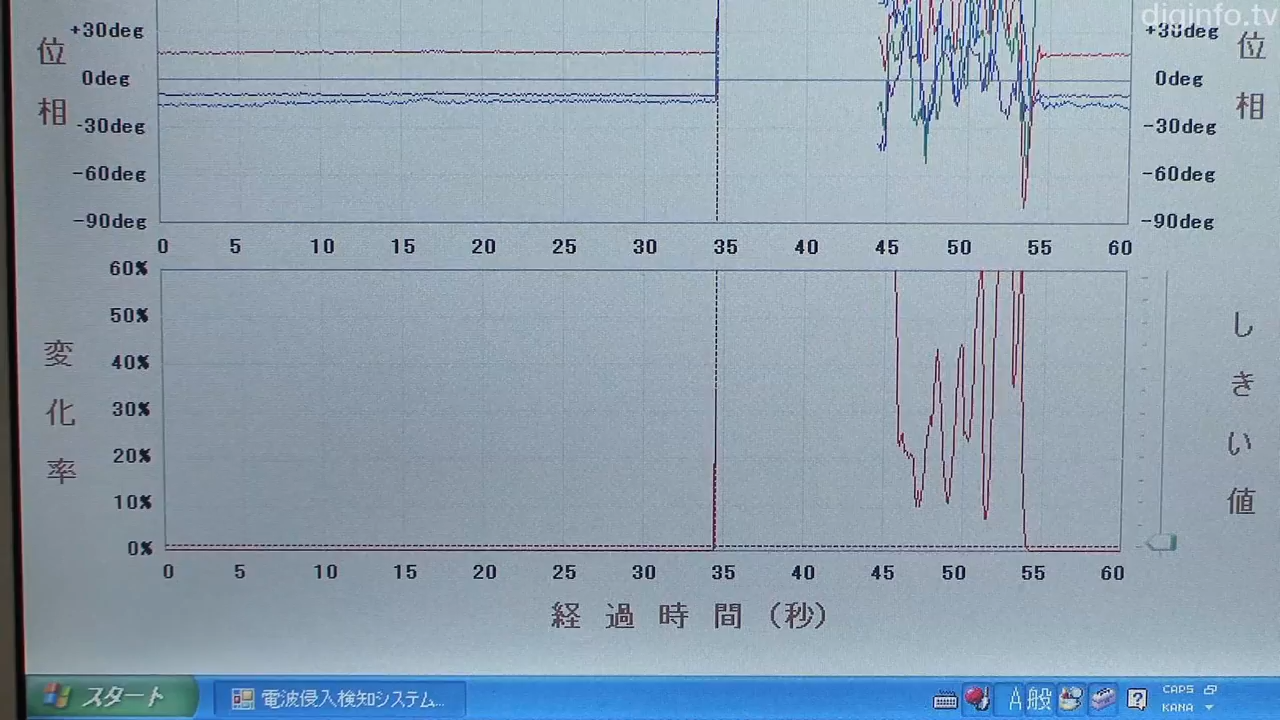 diginfo.tv
+30deg
0deg
-30deg
-60deg
-90deg
位相
+30deg
0deg
-30deg
-60deg
-90deg
位相
0 5 10 15 20 25 30 35 40 45 50 55 60
60%
50%
40%
30%
20%
10%
0%
変化率
しきい値
0 5 10 15 20 25 30 35 40 45 50 55 60
経過時間(秒)
スタート
電波侵入検知システム...
A 般
CAPS
KANA